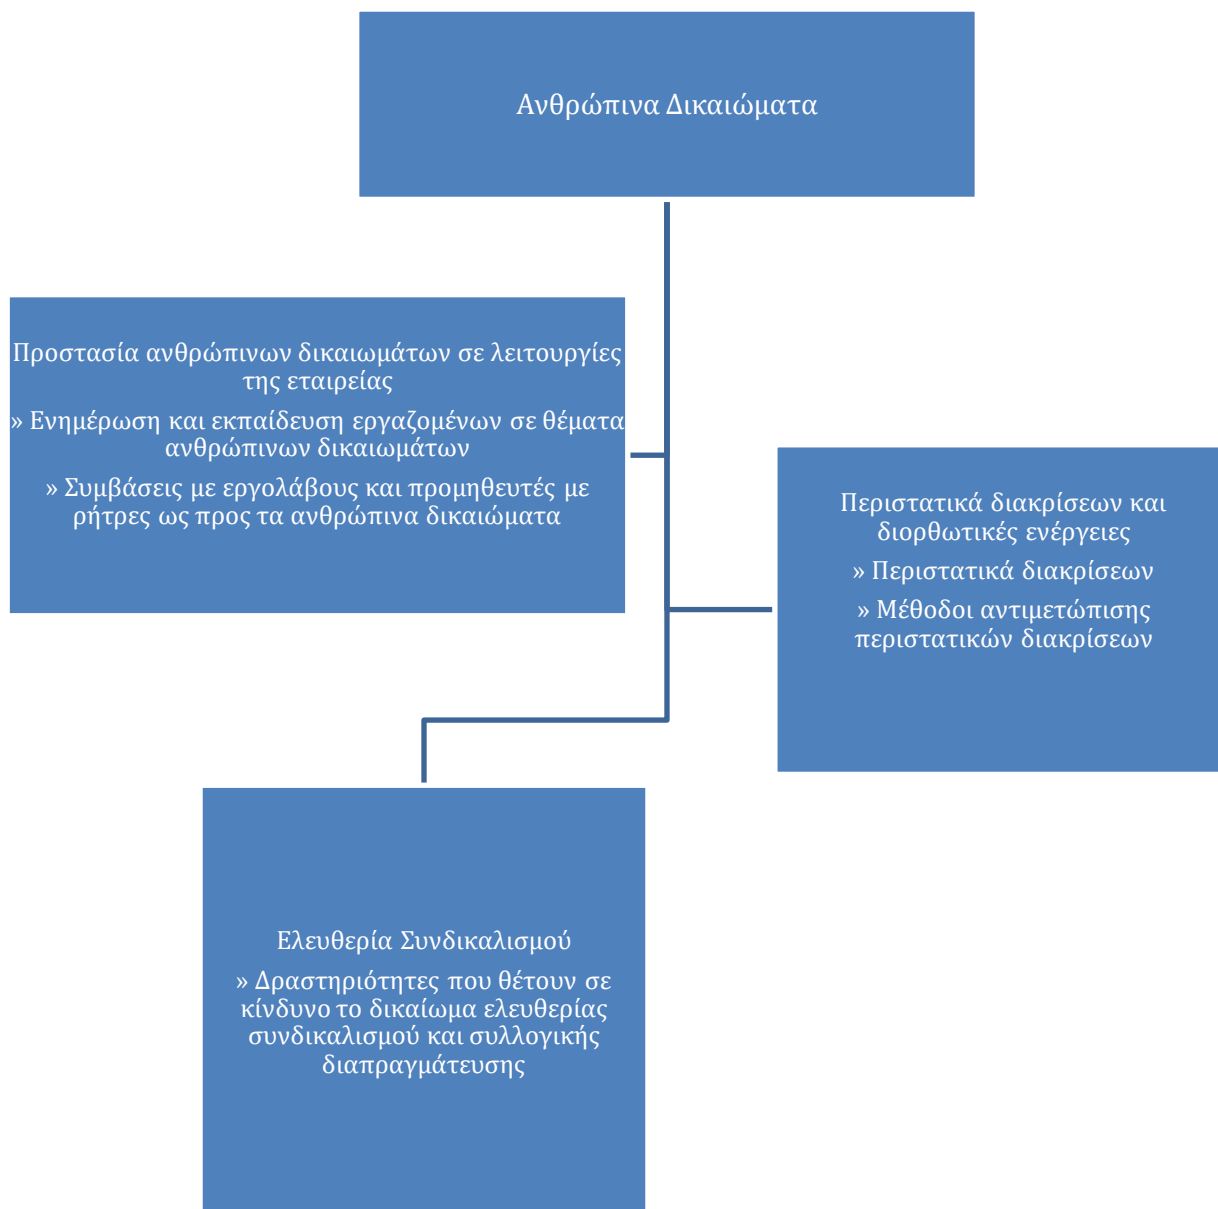 Ανθρώπινα Δικαιώματα
Προστασία ανθρώπινων δικαιωμάτων σε λειτουργίες
της εταιρείας
» Ενημέρωση και εκπαίδευση εργαζομένων σε θέματα
ανθρώπινων δικαιωμάτων
» Συμβάσεις με εργολάβους και προμηθευτές με
ρήτρες ως προς τα ανθρώπινα δικαιώματα
Περιστατικά διακρίσεων και
διορθωτικές ενέργειες
» Περιστατικά διακρίσεων
» Μέθοδοι αντιμετώπισης
περιστατικών διακρίσεων
Ελευθερία Συνδικαλισμού
» Δραστηριότητες που θέτουν σε
κίνδυνο το δικαίωμα ελευθερίας
συνδικαλισμού και συλλογικής
διαπραγμάτευσης